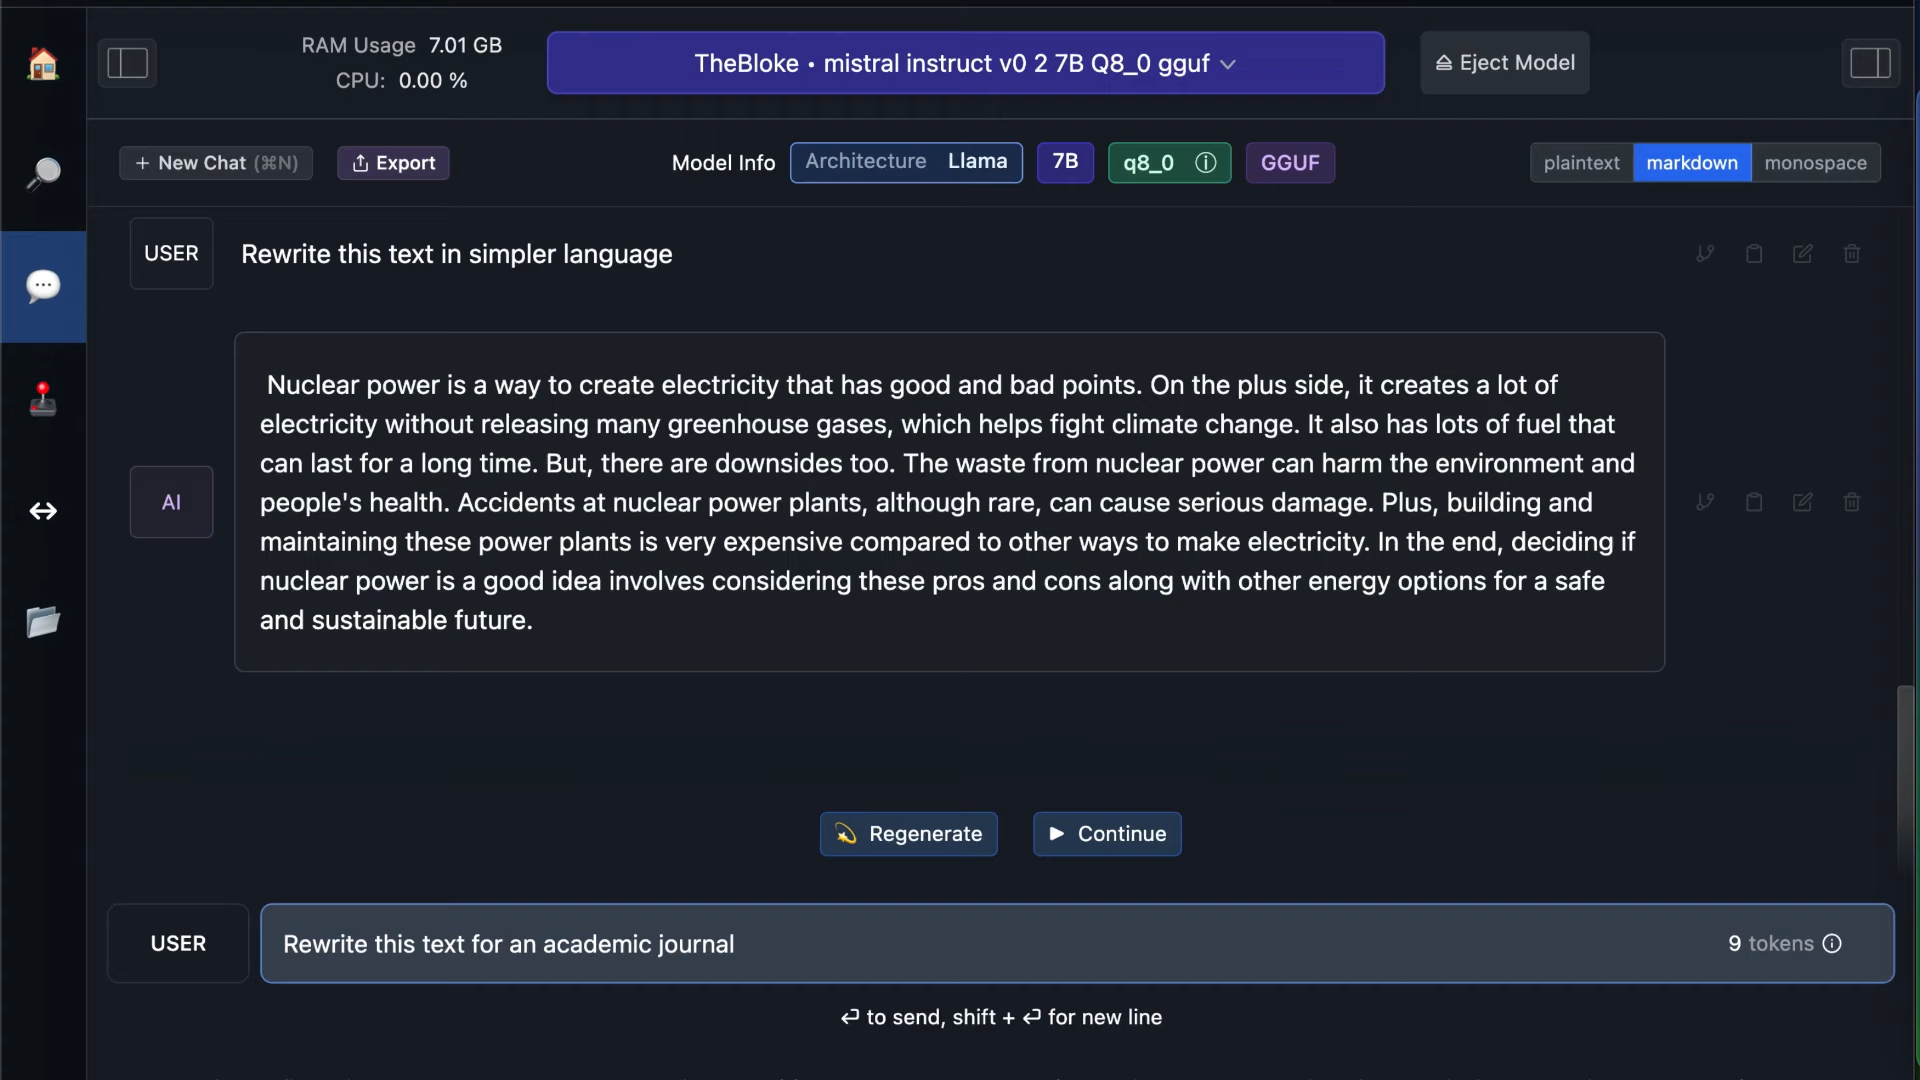 RAM Usage 7.01 GB
CPU: 0.00 %
TheBloke • mistral instruct v0 2 7B Q8_0 gguf
Eject Model
+ New Chat (⌘N)
Export
Model Info
Architecture Llama
7B
q8_0
GGUF
plaintext
markdown
monospace
USER
Rewrite this text in simpler language
AI
Nuclear power is a way to create electricity that has good and bad points. On the plus side, it creates a lot of
electricity without releasing many greenhouse gases, which helps fight climate change. It also has lots of fuel that
can last for a long time. But, there are downsides too. The waste from nuclear power can harm the environment and
people's health. Accidents at nuclear power plants, although rare, can cause serious damage. Plus, building and
maintaining these power plants is very expensive compared to other ways to make electricity. In the end, deciding if
nuclear power is a good idea involves considering these pros and cons along with other energy options for a safe
and sustainable future.
Regenerate
Continue
USER
Rewrite this text for an academic journal
9 tokens
↩ to send, shift + ↩ for new line